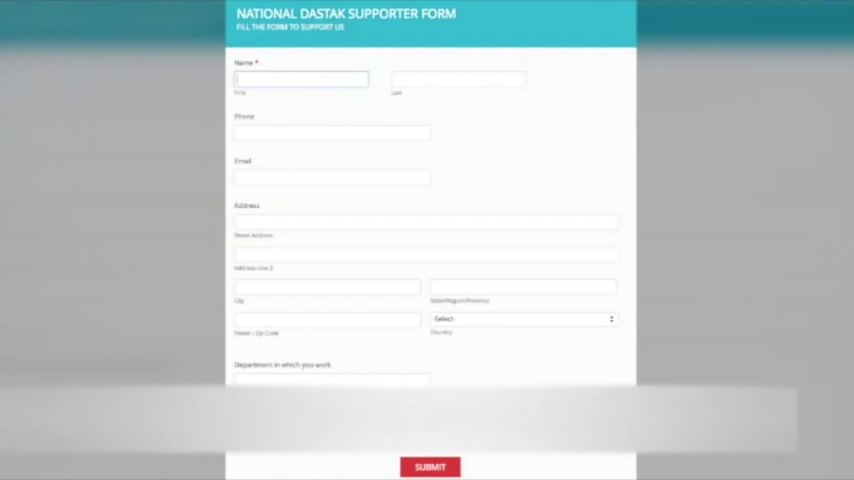 NATIONAL DASTAK SUPPORTER FORM
FILL THE FORM TO SUPPORT US
Name *
First
Last
Phone
Email
Address
Street Address
Address Line 2
City
State/Region/Province
Postal / Zip Code
-Select-
Country
Department in which you work
SUBMIT